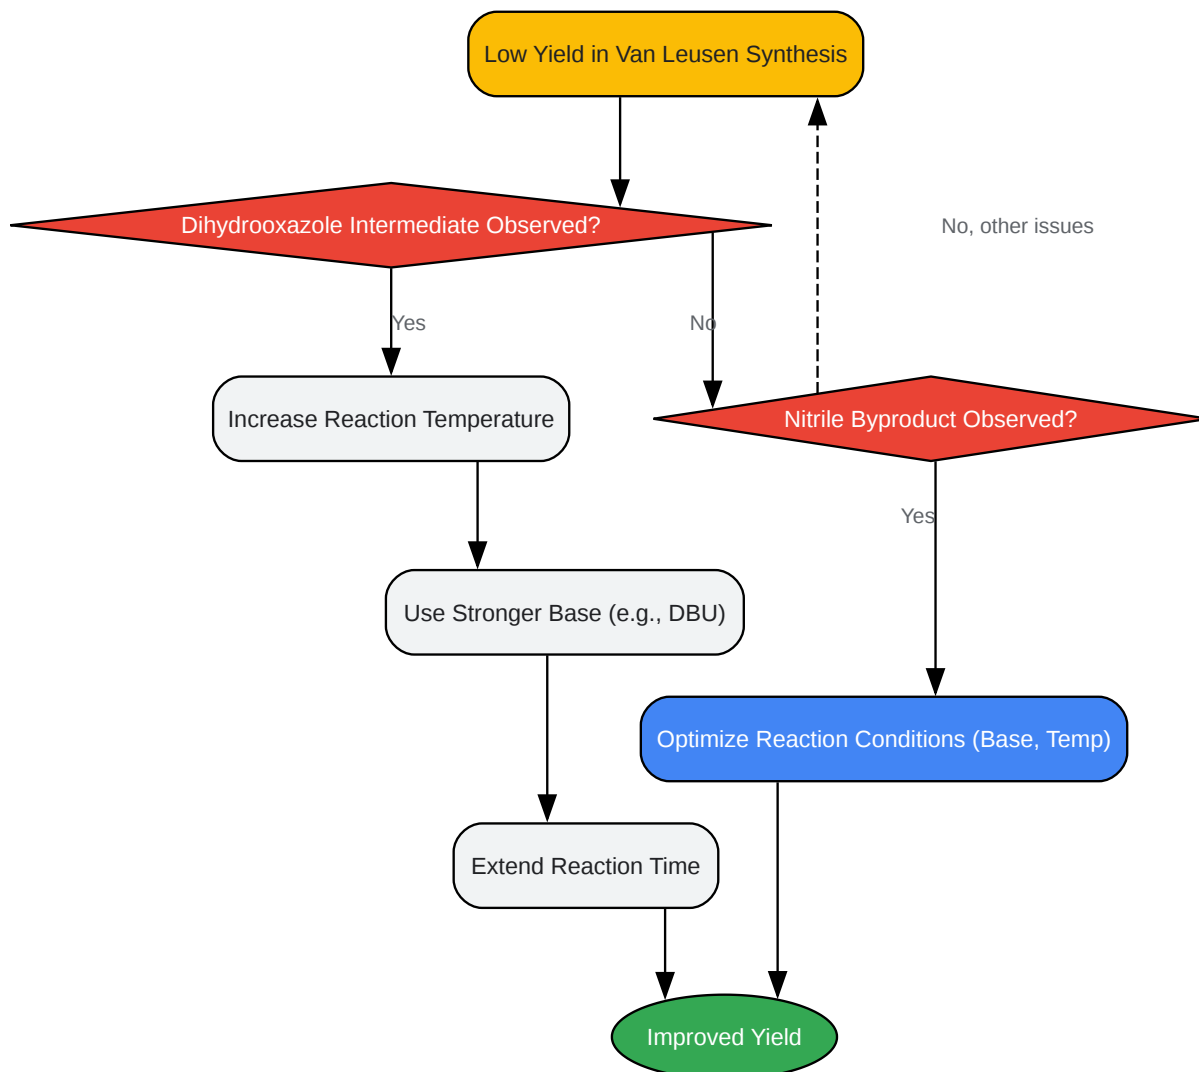 Low Yield in Van Leusen Synthesis
Dihydrooxazole Intermediate Observed?
No, other issues
Yes
No
Increase Reaction Temperature
Nitrile Byproduct Observed?
Yes
Use Stronger Base (e.g., DBU)
Optimize Reaction Conditions (Base, Temp)
Extend Reaction Time
Improved Yield